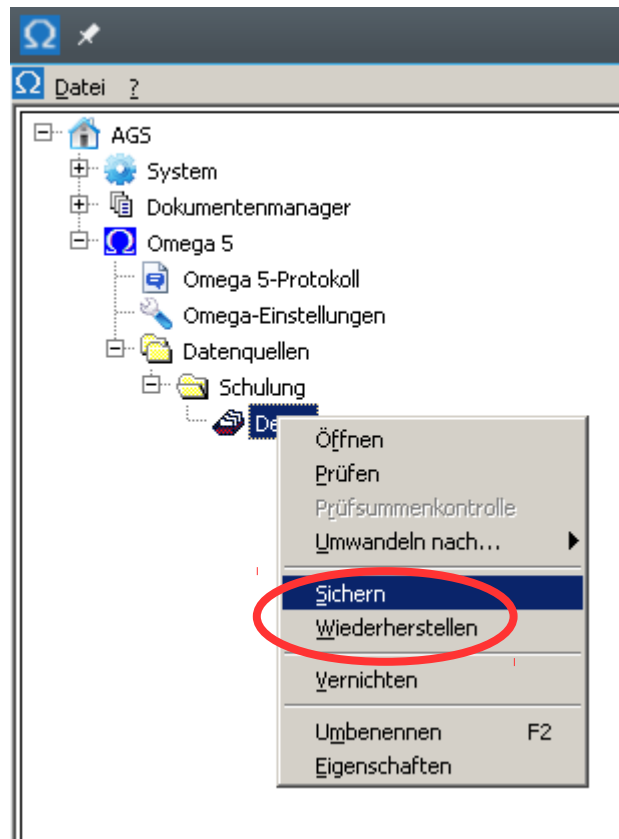 Datei ?
AGS
System
Dokumentenmanager
Omega 5
Omega 5-Protokoll
Omega-Einstellungen
Datenquellen
Schulung
Öffnen
Prüfen
Prüfsummenkontrolle
Umwandeln nach...
Sichern
Wiederherstellen
Vernichten
Umbenennen F2
Eigenschaften